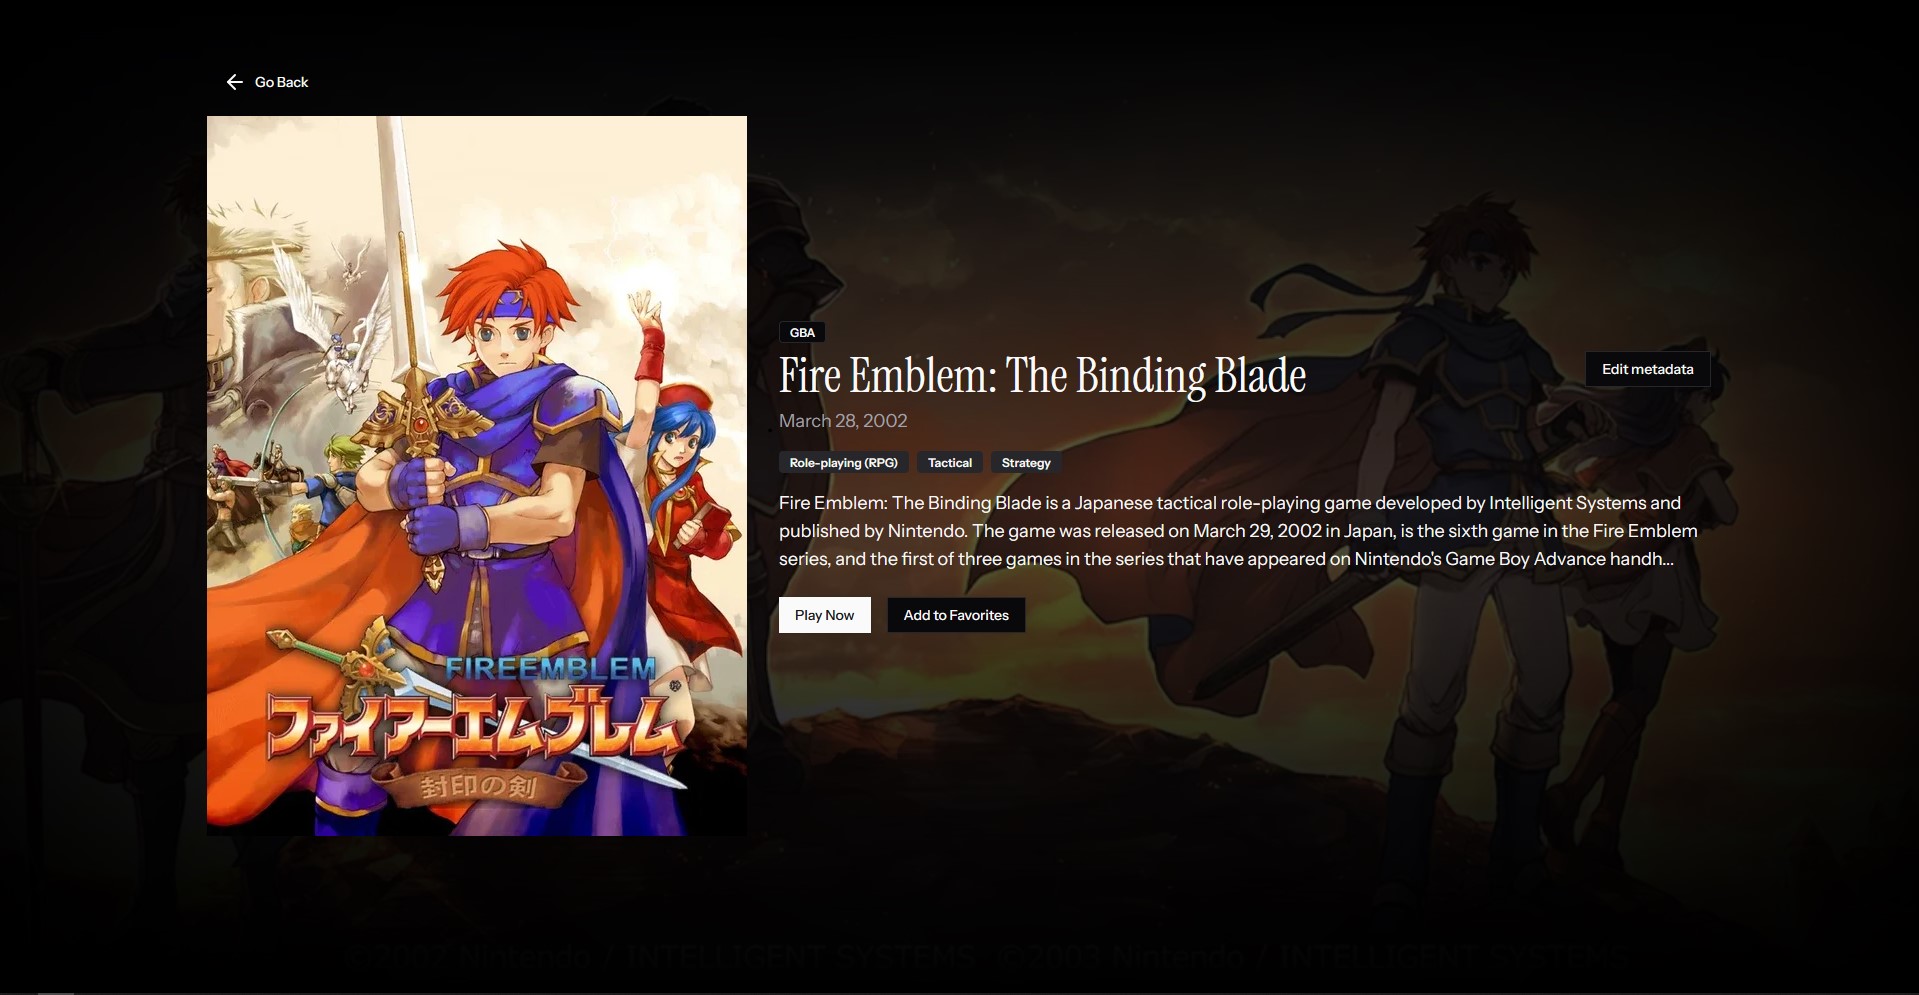 Go Back
GBA
Fire Emblem: The Binding Blade
Edit metadata
March 28, 2002
Role-playing (RPG) Tactical Strategy
Fire Emblem: The Binding Blade is a Japanese tactical role-playing game developed by Intelligent Systems and
published by Nintendo. The game was released on March 29, 2002 in Japan, is the sixth game in the Fire Emblem
series, and the first of three games in the series that have appeared on Nintendo's Game Boy Advance handh...
Play Now
Add to Favorites
FIREEMBLEM
ファイアーエムブレム
封印の剣
©2002 Nintendo / INTELLIGENT SYSTEMS ©2003 Nintendo / INTELLIGENT SYSTEMS